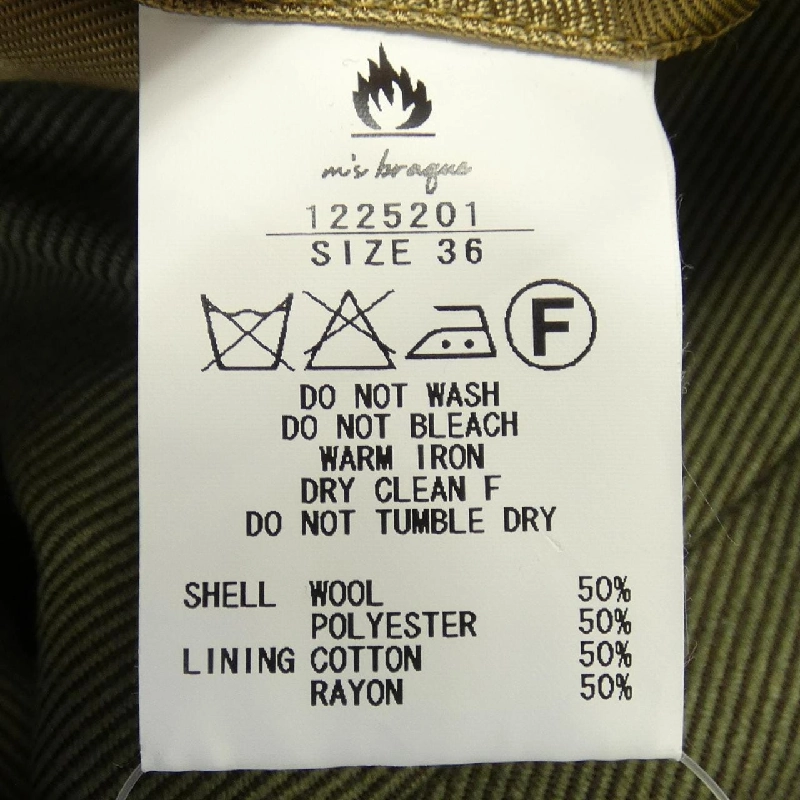 m's braque
1225201
SIZE 36
F
DO NOT WASH
DO NOT BLEACH
WARM IRON
DRY CLEAN F
DO NOT TUMBLE DRY
SHELL WOOL 50%
POLYESTER 50%
LINING COTTON 50%
RAYON 50%